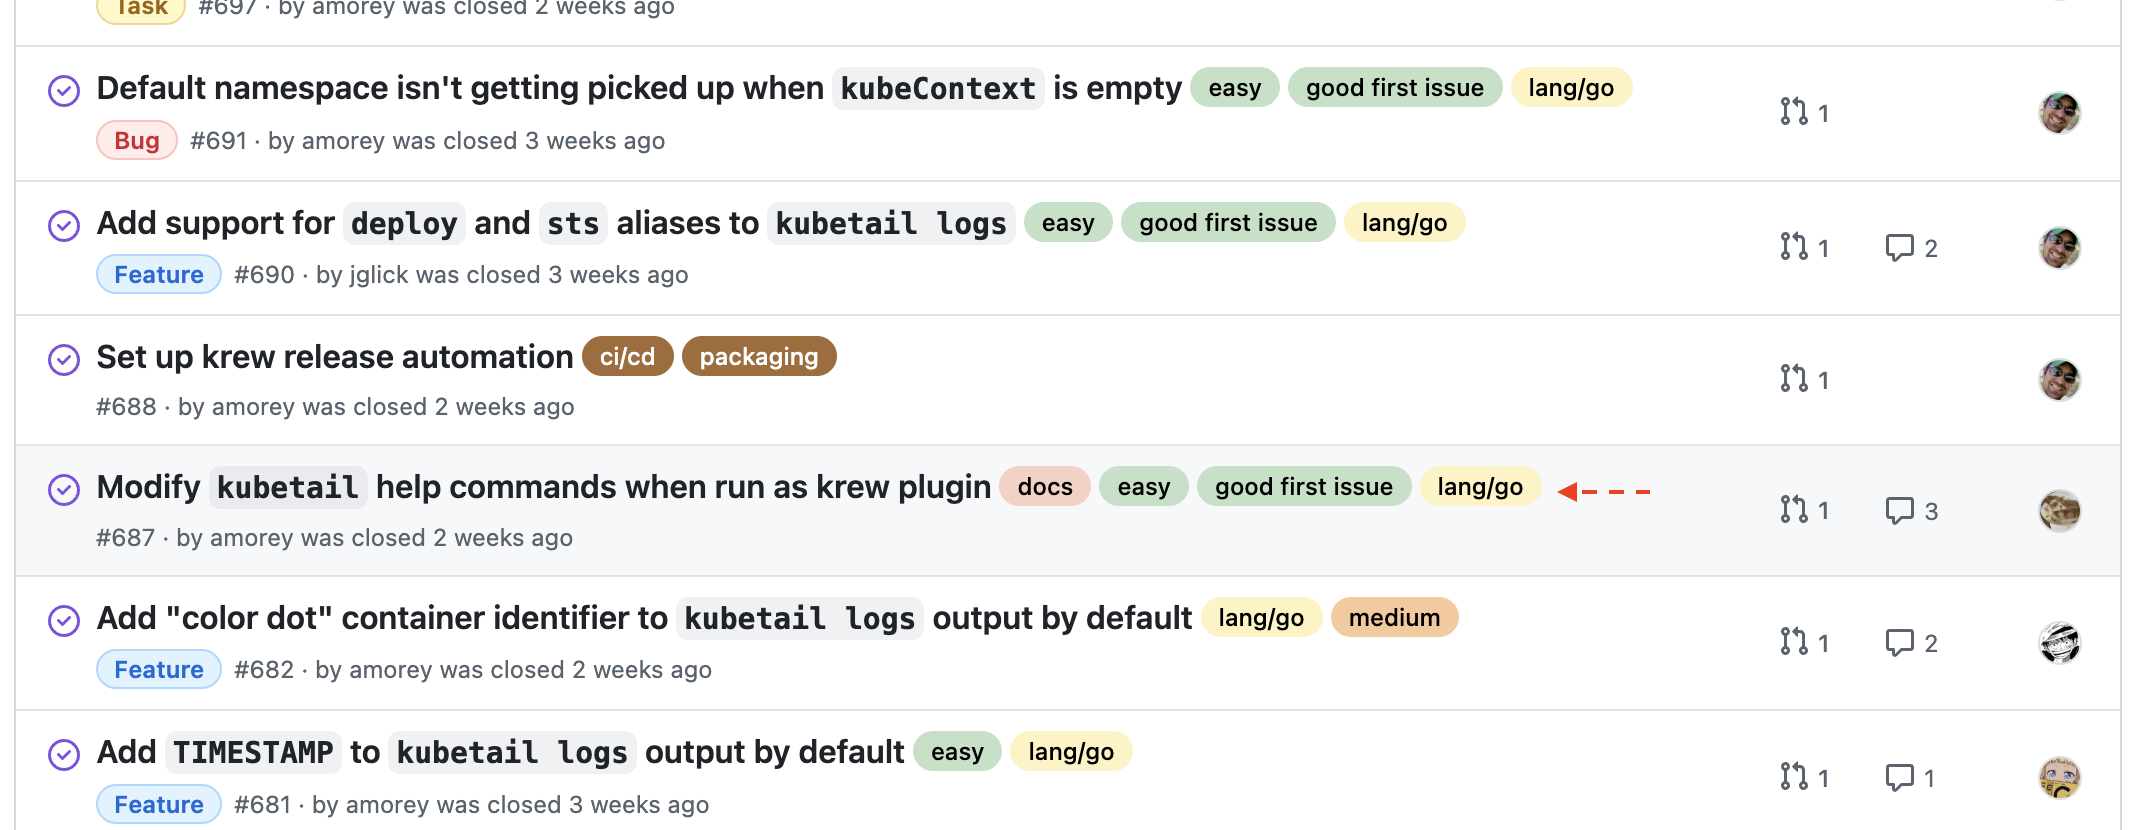 Task #697 · by amorey was closed 2 weeks ago
Default namespace isn't getting picked up when kubeContext is empty easy good first issue lang/go
1
Bug #691 · by amorey was closed 3 weeks ago
Add support for deploy and sts aliases to kubetail logs easy good first issue lang/go
1 2
Feature #690 · by jglick was closed 3 weeks ago
Set up krew release automation ci/cd packaging
1
#688 · by amorey was closed 2 weeks ago
Modify kubetail help commands when run as krew plugin docs easy good first issue lang/go
1 3
#687 · by amorey was closed 2 weeks ago
Add "color dot" container identifier to kubetail logs output by default lang/go medium
1 2
Feature #682 · by amorey was closed 2 weeks ago
Add TIMESTAMP to kubetail logs output by default easy lang/go
1 1
Feature #681 · by amorey was closed 3 weeks ago